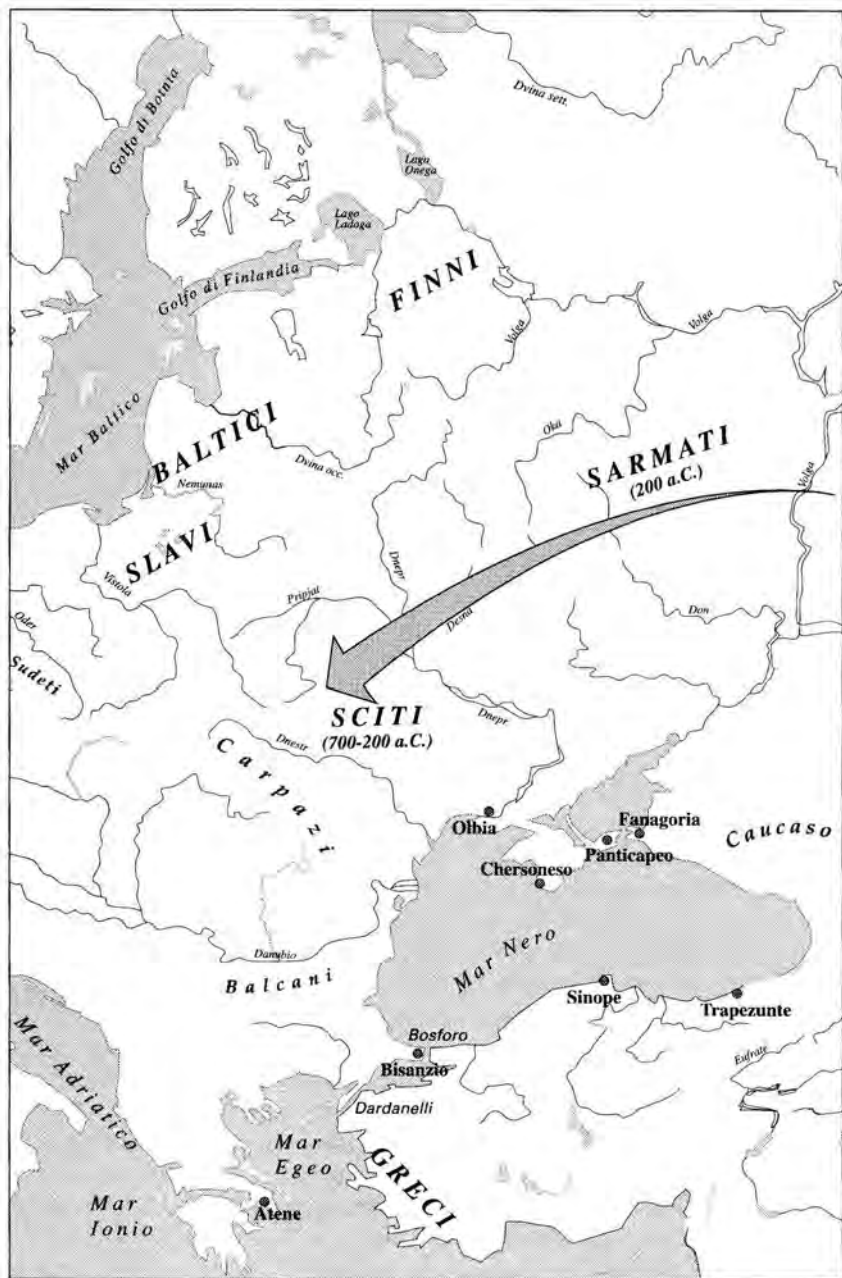 Dvina sett.
Golfo di Botnia
Lago
Onega
Lago
Ladoga
FINNI
Golfo di Finlandia
Volga
Volga
Mar Baltico
BALTICI
Oka
SARMATI
(200 a.C.)
Dvina occ.
Volga
Nemunas
SLAVI
Dnepr
Vistola
Pripjat
Desna
Don
Oder
Sudeti
SCITI
(700-200 a.C.)
Dnepr.
Dnestr.
Carpazi
Olbia
Fanagoria
Caucaso
Panticapeo
Chersoneso
Mar Nero
Danubio
Balcani
Sinope
Trapezunte
Mar Adriatico
Bosforo
Bisanzio
Eufrate
Dardanelli
Mar
Egeo
GRECI
Mar
Ionio
Atene